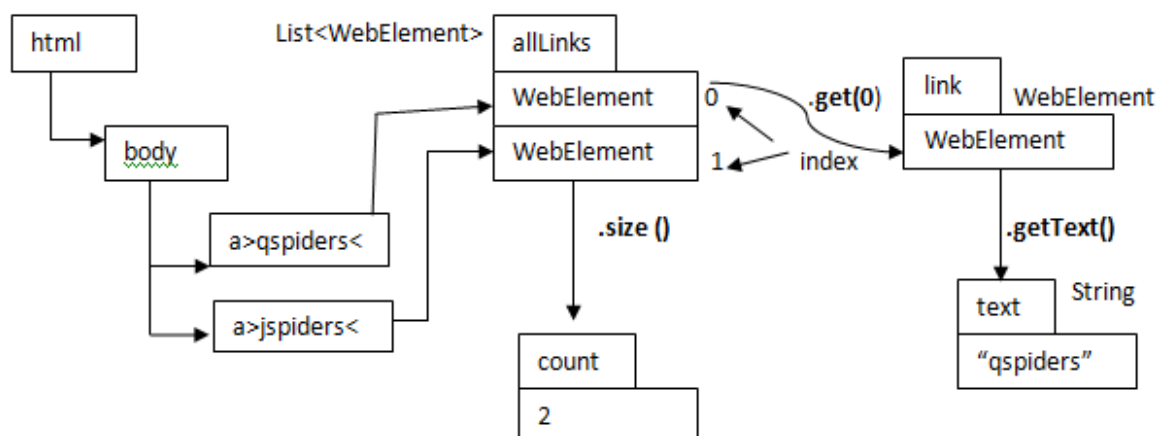 html
List<WebElement>
allLinks
WebElement
0
WebElement
1
index
.get(0)
link
WebElement
WebElement
body
a>qspiders<
a>jspiders<
.size ()
.getText()
count
2
text
String
“qspiders”